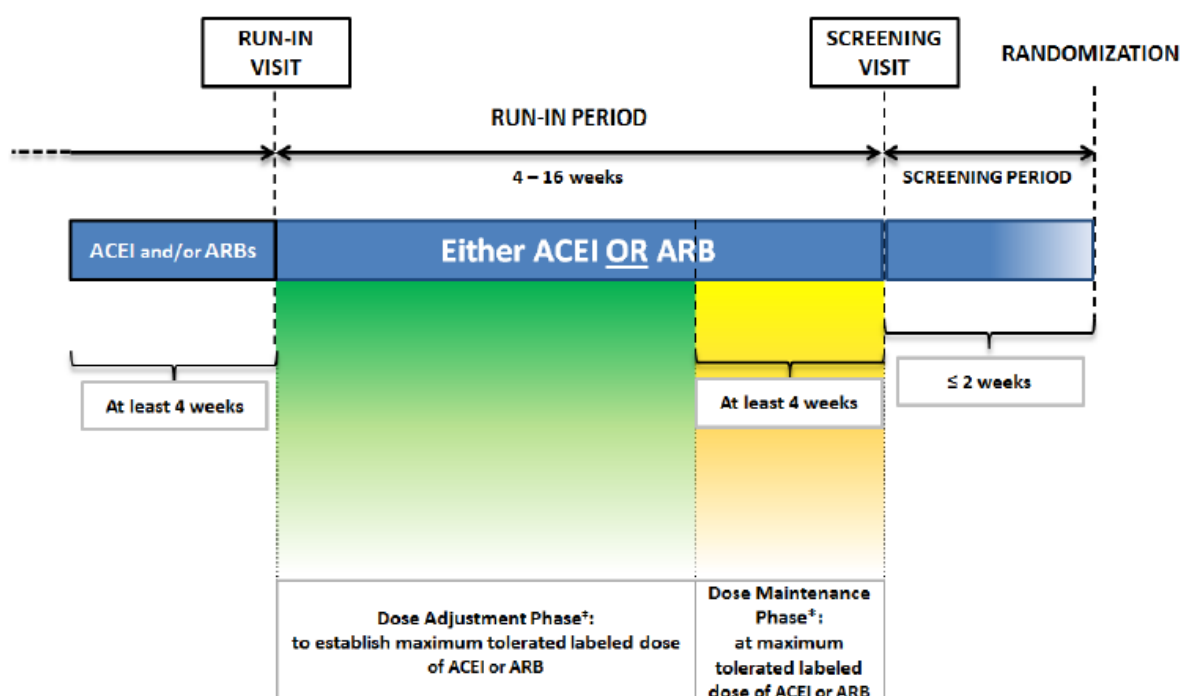 RUN-IN
VISIT
SCREENING
VISIT
RANDOMIZATION
RUN-IN PERIOD
4 – 16 weeks
SCREENING PERIOD
ACEI and/or ARBs
Either ACEI OR ARB
At least 4 weeks
At least 4 weeks
≤ 2 weeks
Dose Adjustment Phase‡:
to establish maximum tolerated labeled dose
of ACEI or ARB
Dose Maintenance
Phase‡:
at maximum
tolerated labeled
dose of ACEI or ARB